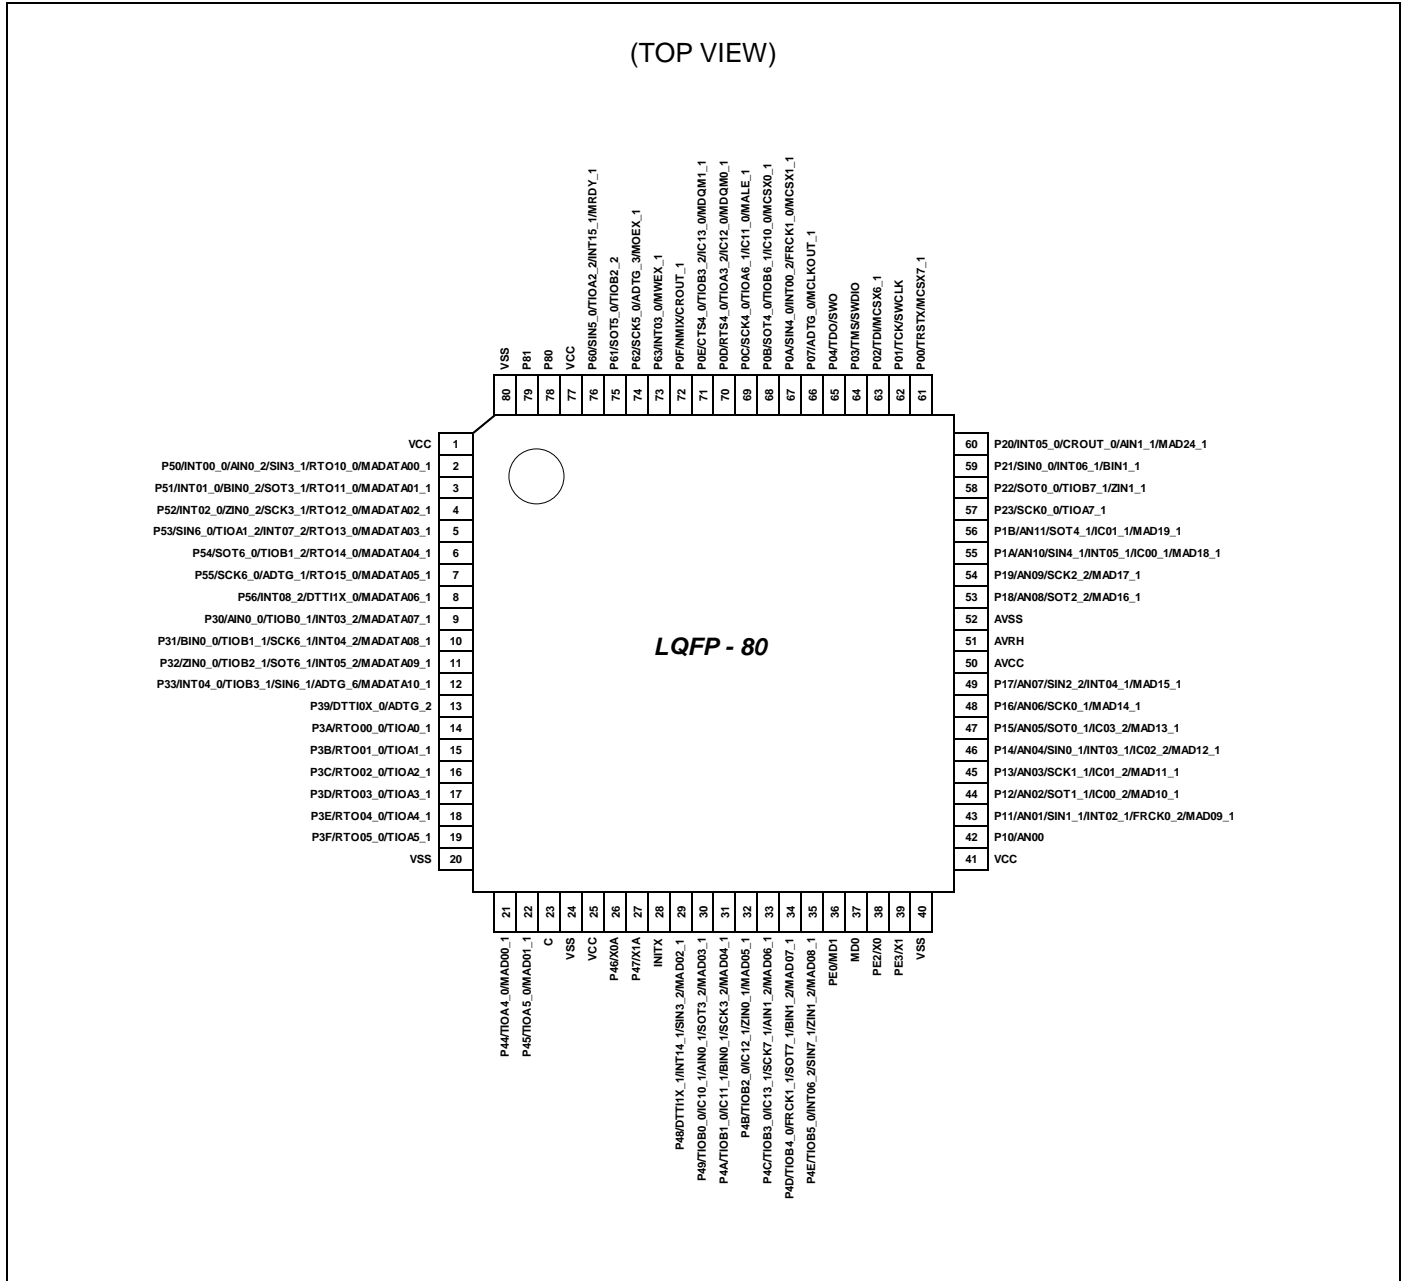 (TOP VIEW)
VSS
P81
P80
VCC
P60/SIN5_0/TIOA2_2/INT15_1/MRDY_1
P61/SOT5_0/TIOB2_2
P62/SCK5_0/ADTG_3/MOEX_1
P63/INT03_0/MWEX_1
P0F/NMIX/CROUT_1
P0E/CTS4_0/TIOB3_2/IC13_0/MDQM1_1
P0D/RTS4_0/TIOA3_2/IC12_0/MDQM0_1
P0C/SCK4_0/TIOA6_1/IC11_0/MALE_1
P0B/SOT4_0/TIOB6_1/IC10_0/MCSX0_1
P0A/SIN4_0/INT00_2/FRCK1_0/MCSX1_1
P07/ADTG_0/MCLKOUT_1
P04/TDO/SWO
P03/TMS/SWDIO
P02/TDI/MCSX6_1
P01/TCK/SWCLK
P00/TRSTX/MCSX7_1
80 79 78 77 76 75 74 73 72 71 70 69 68 67 66 65 64 63 62 61
VCC 1
P50/INT00_0/AIN0_2/SIN3_1/RTO10_0/MADATA00_1 2
P51/INT01_0/BIN0_2/SOT3_1/RTO11_0/MADATA01_1 3
P52/INT02_0/ZIN0_2/SCK3_1/RTO12_0/MADATA02_1 4
P53/SIN6_0/TIOA1_2/INT07_2/RTO13_0/MADATA03_1 5
P54/SOT6_0/TIOB1_2/RTO14_0/MADATA04_1 6
P55/SCK6_0/ADTG_1/RTO15_0/MADATA05_1 7
P56/INT08_2/DTTI1X_0/MADATA06_1 8
P30/AIN0_0/TIOB0_1/INT03_2/MADATA07_1 9
P31/BIN0_0/TIOB1_1/SCK6_1/INT04_2/MADATA08_1 10
P32/ZIN0_0/TIOB2_1/SOT6_1/INT05_2/MADATA09_1 11
P33/INT04_0/TIOB3_1/SIN6_1/ADTG_6/MADATA10_1 12
P39/DTTI0X_0/ADTG_2 13
P3A/RTO00_0/TIOA0_1 14
P3B/RTO01_0/TIOA1_1 15
P3C/RTO02_0/TIOA2_1 16
P3D/RTO03_0/TIOA3_1 17
P3E/RTO04_0/TIOA4_1 18
P3F/RTO05_0/TIOA5_1 19
VSS 20
LQFP - 80
60 P20/INT05_0/CROUT_0/AIN1_1/MAD24_1
59 P21/SIN0_0/INT06_1/BIN1_1
58 P22/SOT0_0/TIOB7_1/ZIN1_1
57 P23/SCK0_0/TIOA7_1
56 P1B/AN11/SOT4_1/IC01_1/MAD19_1
55 P1A/AN10/SIN4_1/INT05_1/IC00_1/MAD18_1
54 P19/AN09/SCK2_2/MAD17_1
53 P18/AN08/SOT2_2/MAD16_1
52 AVSS
51 AVRH
50 AVCC
49 P17/AN07/SIN2_2/INT04_1/MAD15_1
48 P16/AN06/SCK0_1/MAD14_1
47 P15/AN05/SOT0_1/IC03_2/MAD13_1
46 P14/AN04/SIN0_1/INT03_1/IC02_2/MAD12_1
45 P13/AN03/SCK1_1/IC01_2/MAD11_1
44 P12/AN02/SOT1_1/IC00_2/MAD10_1
43 P11/AN01/SIN1_1/INT02_1/FRCK0_2/MAD09_1
42 P10/AN00
41 VCC
21 22 23 24 25 26 27 28 29 30 31 32 33 34 35 36 37 38 39 40
P44/TIOA4_0/MAD00_1
P45/TIOA5_0/MAD01_1
C
VSS
VCC
P46/X0A
P47/X1A
INITX
P48/DTTI1X_1/INT14_1/SIN3_2/MAD02_1
P49/TIOB0_0/IC10_1/AIN0_1/SOT3_2/MAD03_1
P4A/TIOB1_0/IC11_1/BIN0_1/SCK3_2/MAD04_1
P4B/TIOB2_0/IC12_1/ZIN0_1/MAD05_1
P4C/TIOB3_0/IC13_1/SCK7_1/AIN1_2/MAD06_1
P4D/TIOB4_0/FRCK1_1/SOT7_1/BIN1_2/MAD07_1
P4E/TIOB5_0/INT06_2/SIN7_1/ZIN1_2/MAD08_1
PE0/MD1
MD0
PE2/X0
PE3/X1
VSS